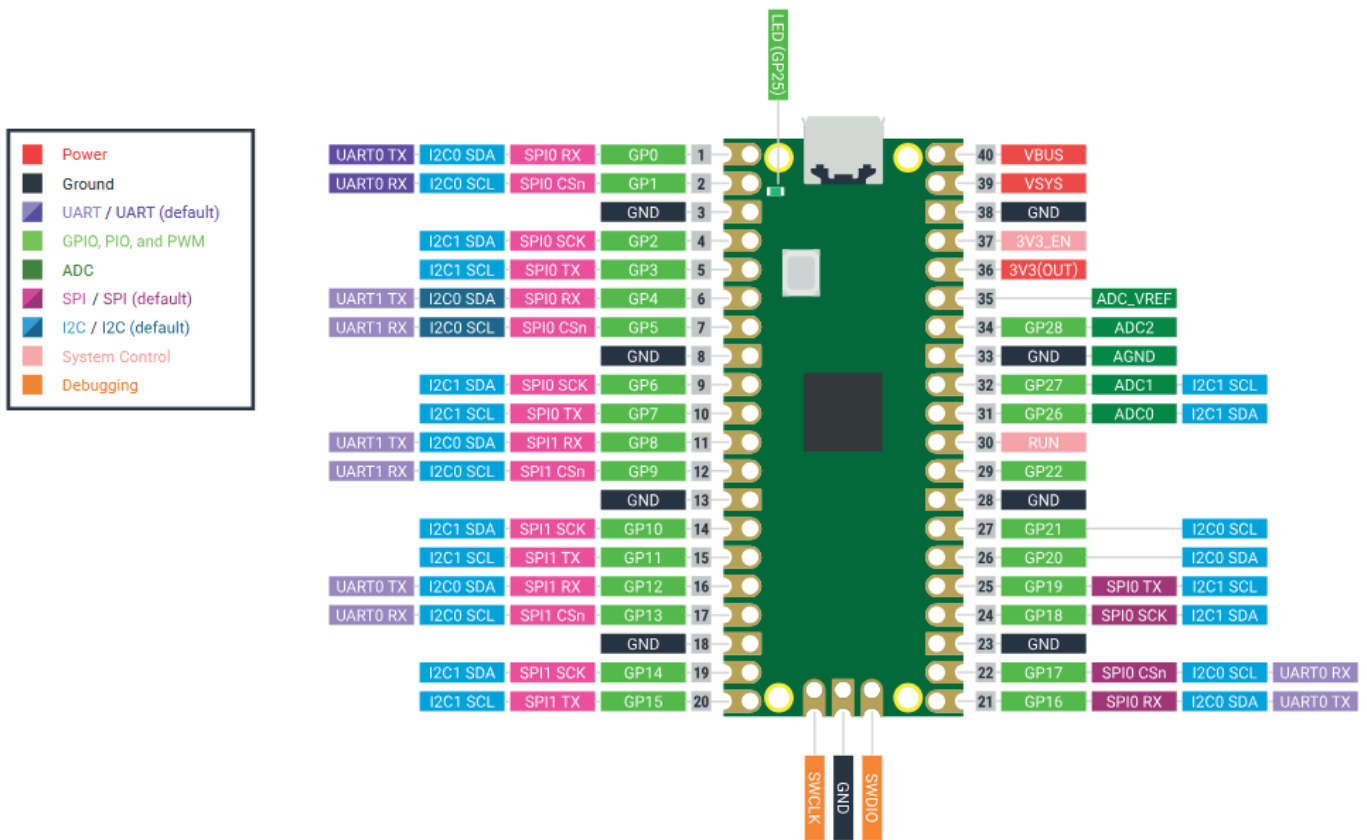 LED (GP25)
Power
Ground
UART / UART (default)
GPIO, PIO, and PWM
ADC
SPI / SPI (default)
I2C / I2C (default)
System Control
Debugging
UART0 TX I2C0 SDA SPI0 RX GP0 1
UART0 RX I2C0 SCL SPI0 CSn GP1 2
GND 3
I2C1 SDA SPI0 SCK GP2 4
I2C1 SCL SPI0 TX GP3 5
UART1 TX I2C0 SDA SPI0 RX GP4 6
UART1 RX I2C0 SCL SPI0 CSn GP5 7
GND 8
I2C1 SDA SPI0 SCK GP6 9
I2C1 SCL SPI0 TX GP7 10
UART1 TX I2C0 SDA SPI1 RX GP8 11
UART1 RX I2C0 SCL SPI1 CSn GP9 12
GND 13
I2C1 SDA SPI1 SCK GP10 14
I2C1 SCL SPI1 TX GP11 15
UART0 TX I2C0 SDA SPI1 RX GP12 16
UART0 RX I2C0 SCL SPI1 CSn GP13 17
GND 18
I2C1 SDA SPI1 SCK GP14 19
I2C1 SCL SPI1 TX GP15 20
40 VBUS
39 VSYS
38 GND
37 3V3_EN
36 3V3(OUT)
35 ADC_VREF
34 GP28 ADC2
33 GND AGND
32 GP27 ADC1 I2C1 SCL
31 GP26 ADC0 I2C1 SDA
30 RUN
29 GP22
28 GND
27 GP21 I2C0 SCL
26 GP20 I2C0 SDA
25 GP19 SPI0 TX I2C1 SCL
24 GP18 SPI0 SCK I2C1 SDA
23 GND
22 GP17 SPI0 CSn I2C0 SCL UART0 RX
21 GP16 SPI0 RX I2C0 SDA UART0 TX
SWCLK
GND
SWDIO